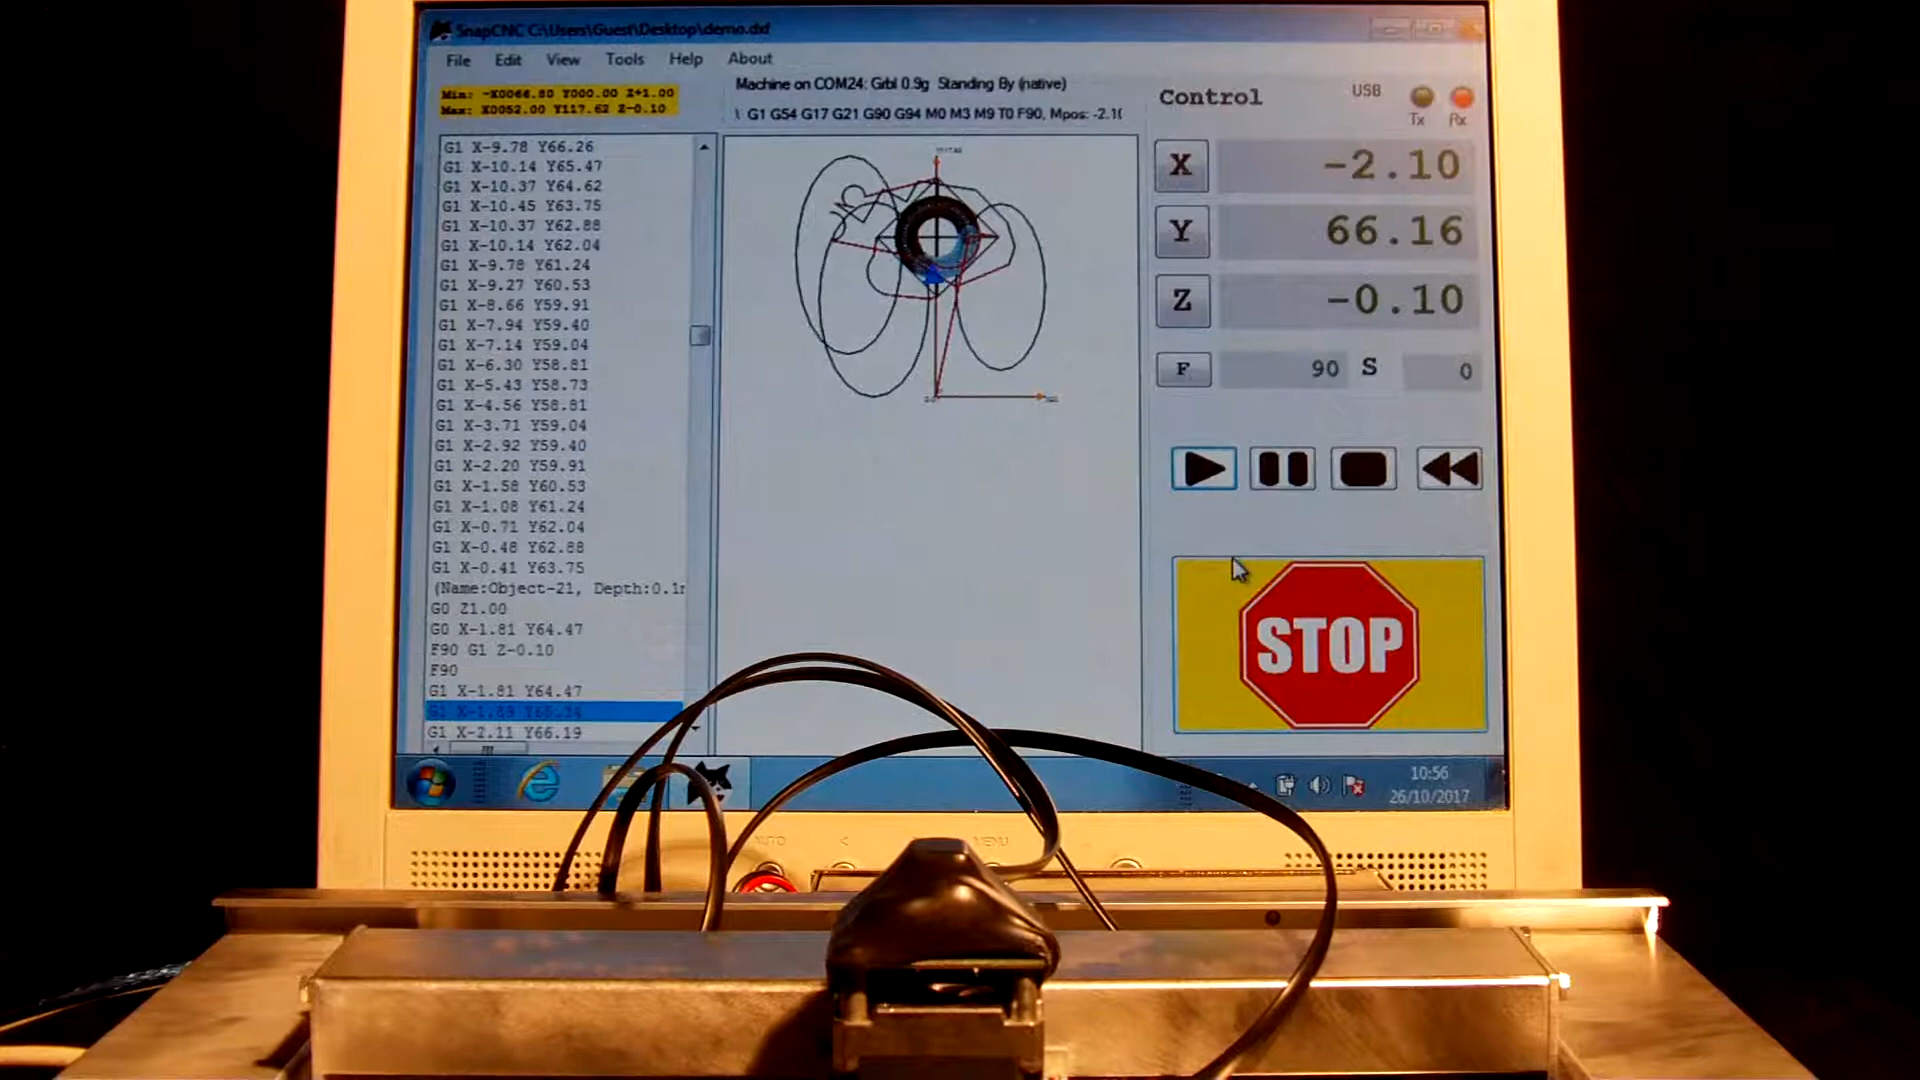 SnapCNC C:\Users\Guest\Desktop\demo.dxf
File Edit View Tools Help About
Min: -X0066.80 Y000.00 Z+1.00
Max: X0052.00 Y117.62 Z-0.10
Machine on COM24: Grbl 0.9g Standing By (native)
\ G1 G54 G17 G21 G90 G94 M0 M3 M9 T0 F90, Mpos: -2.10
G1 X-9.78 Y66.26
G1 X-10.14 Y65.47
G1 X-10.37 Y64.62
G1 X-10.45 Y63.75
G1 X-10.37 Y62.88
G1 X-10.14 Y62.04
G1 X-9.78 Y61.24
G1 X-9.27 Y60.53
G1 X-8.66 Y59.91
G1 X-7.94 Y59.40
G1 X-7.14 Y59.04
G1 X-6.30 Y58.81
G1 X-5.43 Y58.73
G1 X-4.56 Y58.81
G1 X-3.71 Y59.04
G1 X-2.92 Y59.40
G1 X-2.20 Y59.91
G1 X-1.58 Y60.53
G1 X-1.08 Y61.24
G1 X-0.71 Y62.04
G1 X-0.48 Y62.88
G1 X-0.41 Y63.75
(Name:Object-21, Depth:0.1
G0 Z1.00
G0 X-1.81 Y64.47
F90 G1 Z-0.10
F90
G1 X-1.81 Y64.47
G1 X-1.89 Y65.34
G1 X-2.11 Y66.19
Control
USB
Tx Rx
X -2.10
Y 66.16
Z -0.10
F 90 S 0
STOP
10:56
26/10/2017
AUTO < MENU